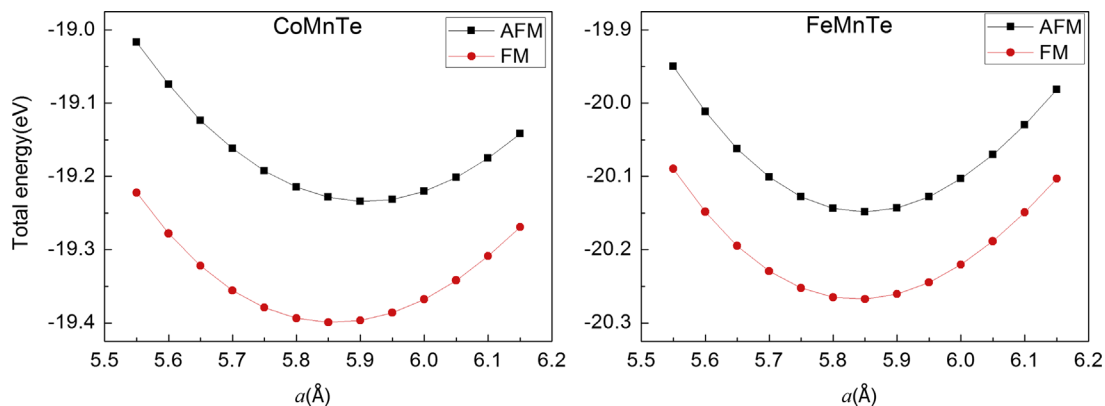 CoMnTe
AFM
FM
-19.0
-19.1
-19.2
-19.3
-19.4
Total energy(eV)
5.5 5.6 5.7 5.8 5.9 6.0 6.1 6.2
a(Å)
FeMnTe
AFM
FM
-19.9
-20.0
-20.1
-20.2
-20.3
5.5 5.6 5.7 5.8 5.9 6.0 6.1 6.2
a(Å)